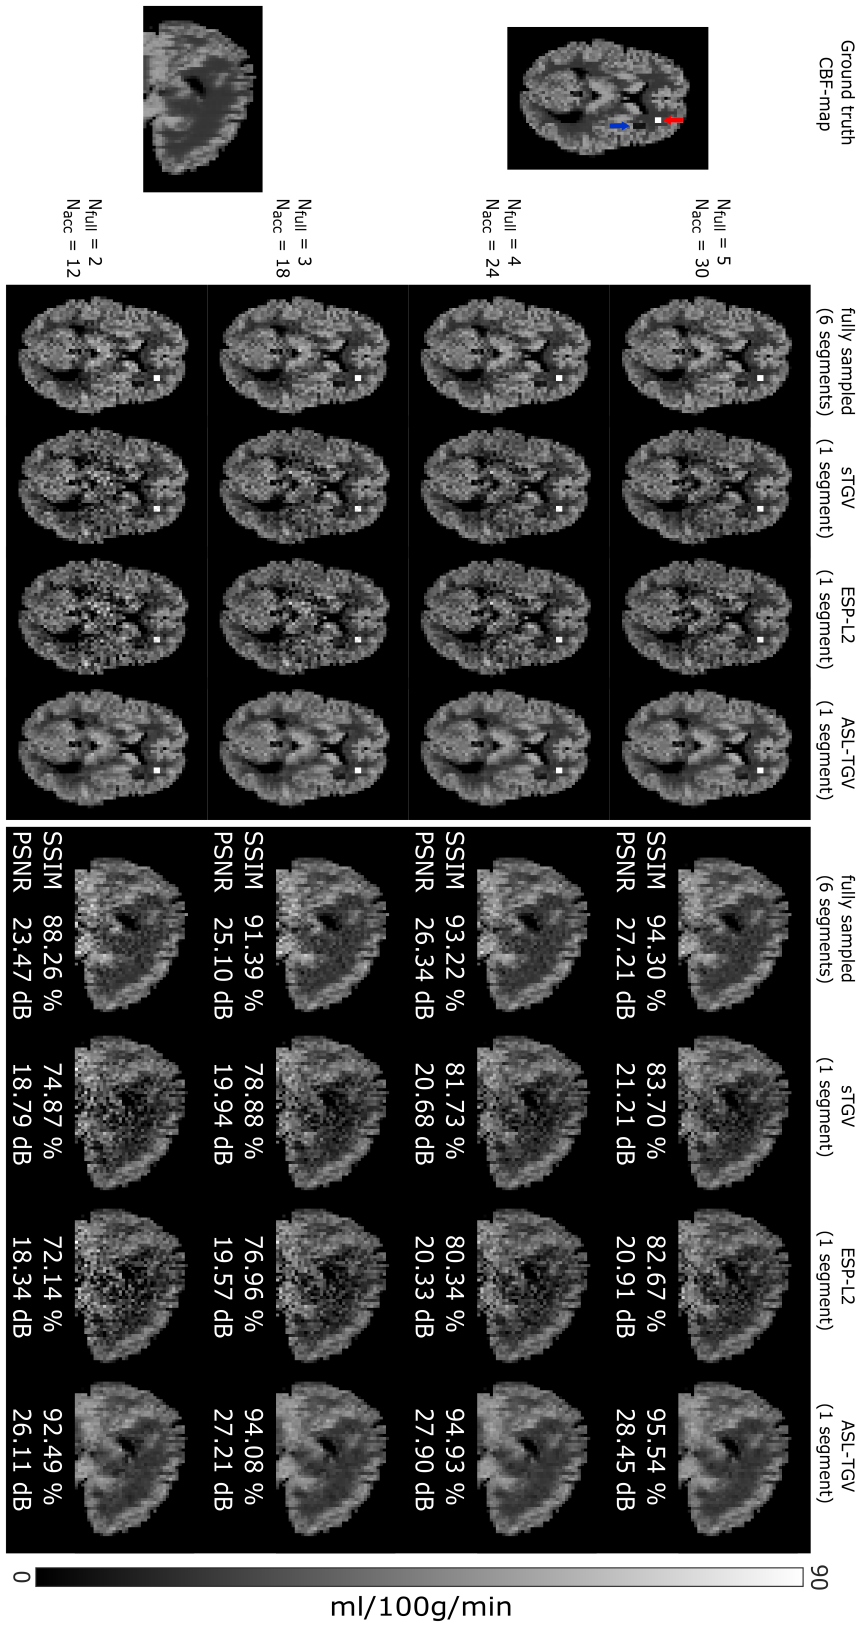 Ground truth
CBF-map
fully sampled
(6 segments)
sTGV
(1 segment)
ESP-L2
(1 segment)
ASL-TGV
(1 segment)
fully sampled
(6 segments)
sTGV
(1 segment)
ESP-L2
(1 segment)
ASL-TGV
(1 segment)
Nfull = 5
Nacc = 30
SSIM 94.30 % 83.70 % 82.67 % 95.54 %
PSNR 27.21 dB 21.21 dB 20.91 dB 28.45 dB
Nfull = 4
Nacc = 24
SSIM 93.22 % 81.73 % 80.34 % 94.93 %
PSNR 26.34 dB 20.68 dB 20.33 dB 27.90 dB
Nfull = 3
Nacc = 18
SSIM 91.39 % 78.88 % 76.96 % 94.08 %
PSNR 25.10 dB 19.94 dB 19.57 dB 27.21 dB
Nfull = 2
Nacc = 12
SSIM 88.26 % 74.87 % 72.14 % 92.49 %
PSNR 23.47 dB 18.79 dB 18.34 dB 26.11 dB
90
ml/100g/min
0